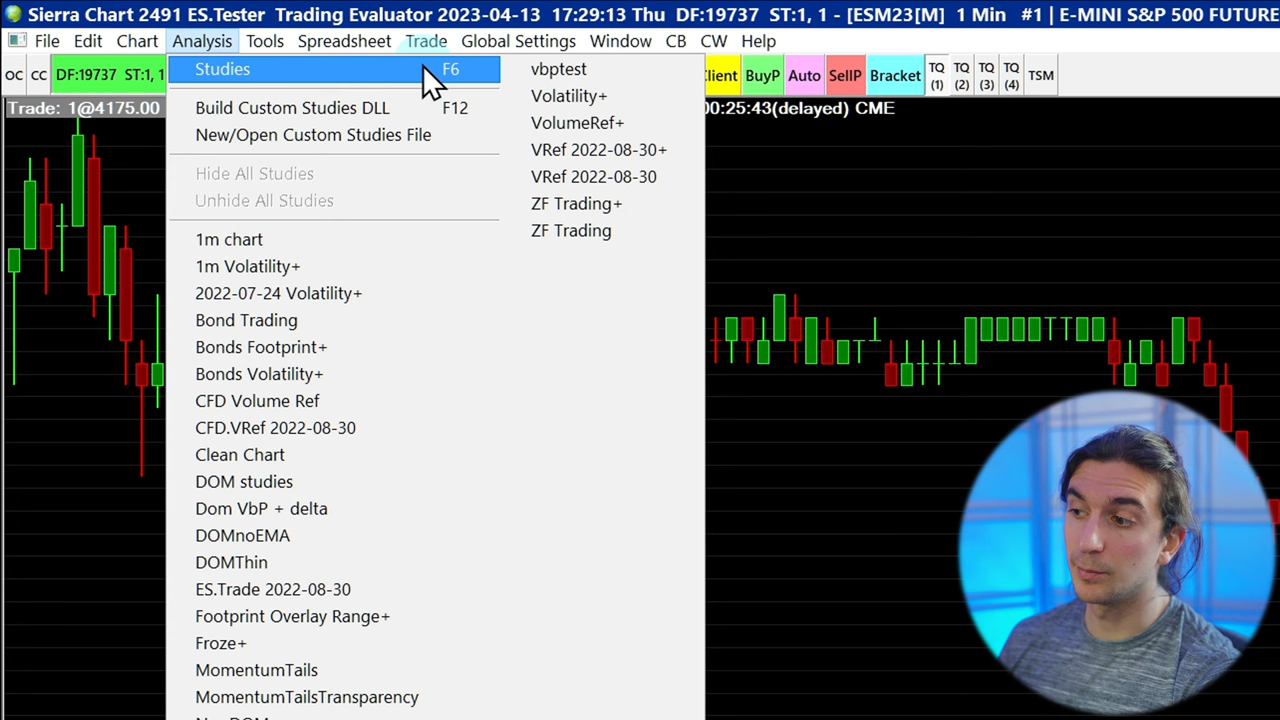 Sierra Chart 2491 ES.Tester Trading Evaluator 2023-04-13 17:29:13 Thu DF:19737 ST:1, 1 - [ESM23[M] 1 Min #1 | E-MINI S&P 500 FUTURE
File Edit Chart Analysis Tools Spreadsheet Trade Global Settings Window CB CW Help
OC CC DF:19737 ST:1, 1
BuyP Auto SellP Bracket TQ (1) TQ (2) TQ (3) TQ (4) TSM
Trade: 1@4175.00
00:25:43(delayed) CME
Studies F6
Build Custom Studies DLL F12
New/Open Custom Studies File
Hide All Studies
Unhide All Studies
1m chart
1m Volatility+
2022-07-24 Volatility+
Bond Trading
Bonds Footprint+
Bonds Volatility+
CFD Volume Ref
CFD.VRef 2022-08-30
Clean Chart
DOM studies
Dom VbP + delta
DOMnoEMA
DOMThin
ES.Trade 2022-08-30
Footprint Overlay Range+
Froze+
MomentumTails
MomentumTailsTransparency
vbptest
Volatility+
VolumeRef+
VRef 2022-08-30+
VRef 2022-08-30
ZF Trading+
ZF Trading